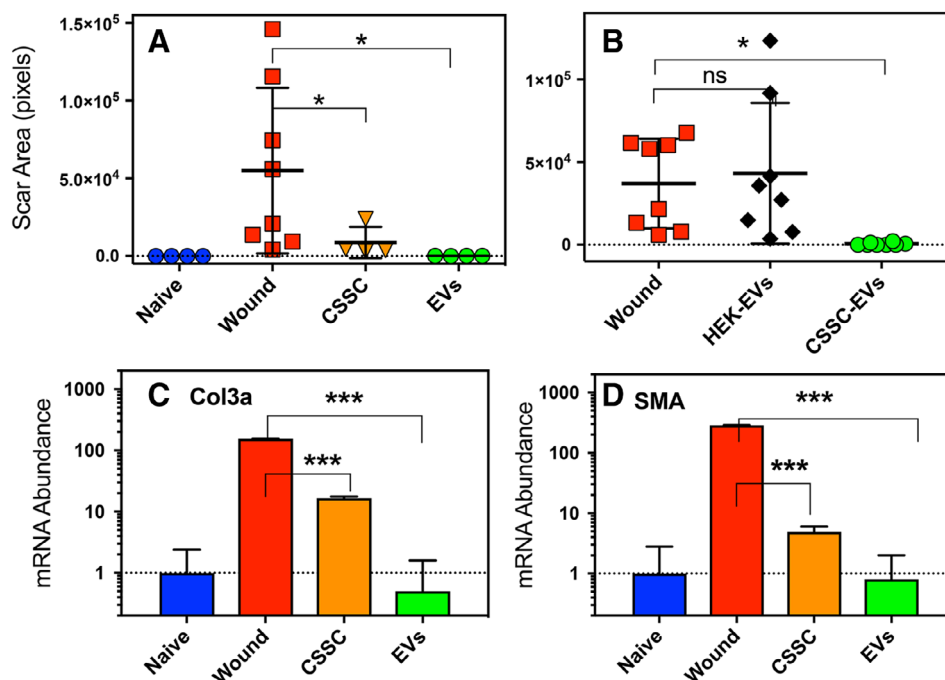 A
Scar Area (pixels)
1.5×10⁵
1.0×10⁵
5.0×10⁴
0.0
*
*
Naive
Wound
CSSC
EVs
B
1×10⁵
5×10⁴
0
*
ns
Wound
HEK-EVs
CSSC-EVs
C Col3a
mRNA Abundance
1000
100
10
1
***
***
Naive
Wound
CSSC
EVs
D SMA
mRNA Abundance
1000
100
10
1
***
***
Naive
Wound
CSSC
EVs